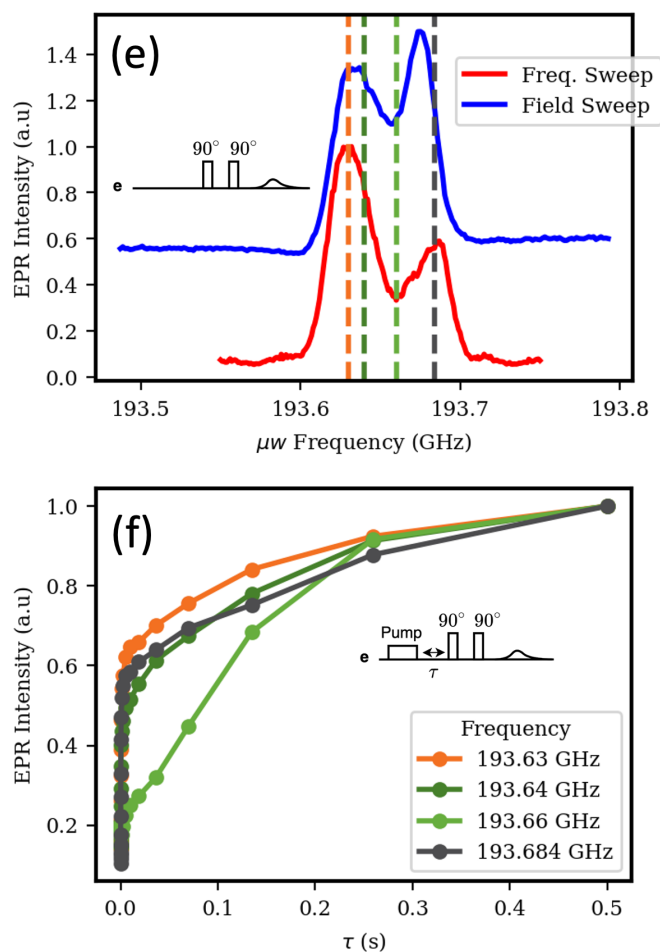 (e)
EPR Intensity (a.u)
1.4
1.2
1.0
0.8
0.6
0.4
0.2
0.0
Freq. Sweep
Field Sweep
90° 90°
e
193.5 193.6 193.7 193.8
μw Frequency (GHz)
(f)
EPR Intensity (a.u)
1.0
0.8
0.6
0.4
0.2
90° 90°
Pump
e
τ
Frequency
193.63 GHz
193.64 GHz
193.66 GHz
193.684 GHz
0.0 0.1 0.2 0.3 0.4 0.5
τ (s)